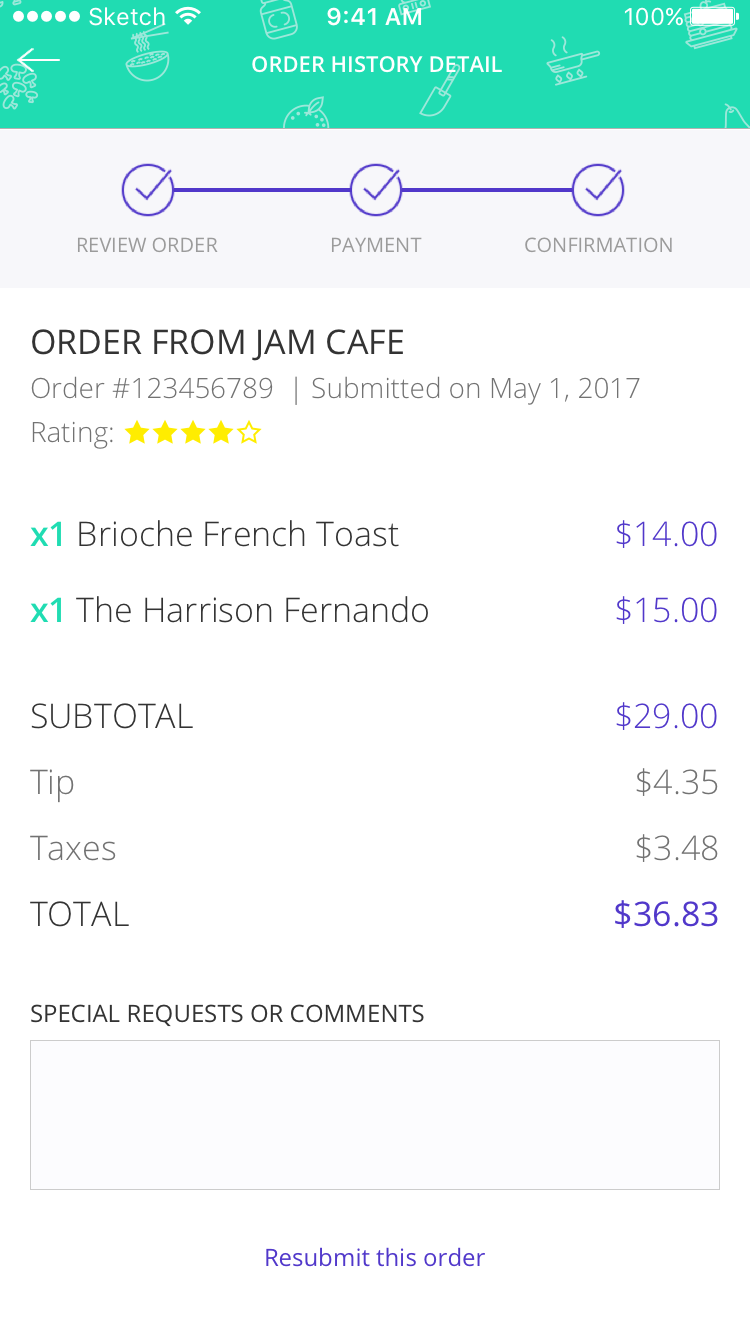 Sketch 9:41 AM 100%
ORDER HISTORY DETAIL
REVIEW ORDER PAYMENT CONFIRMATION
ORDER FROM JAM CAFE
Order #123456789 | Submitted on May 1, 2017
Rating:
x1 Brioche French Toast $14.00
x1 The Harrison Fernando $15.00
SUBTOTAL $29.00
Tip $4.35
Taxes $3.48
TOTAL $36.83
SPECIAL REQUESTS OR COMMENTS
Resubmit this order